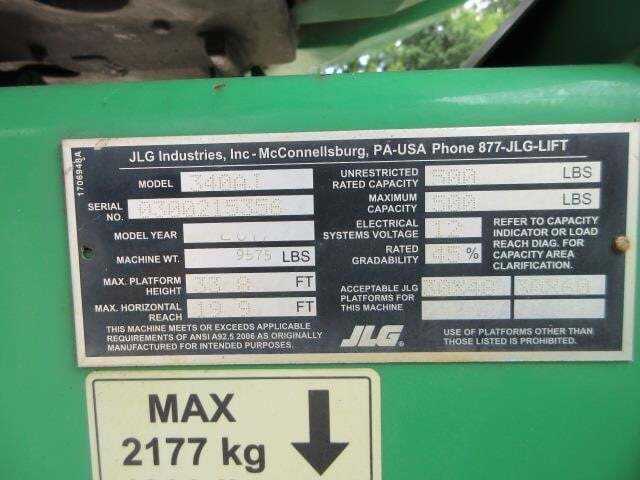 JLG Industries, Inc - McConnellsburg, PA-USA Phone 877-JLG-LIFT
1706948A
MODEL 340AJ
SERIAL NO. 0300215356
MODEL YEAR
MACHINE WT. 9575 LBS
MAX. PLATFORM HEIGHT 33.8 FT
MAX. HORIZONTAL REACH 19.9 FT
THIS MACHINE MEETS OR EXCEEDS APPLICABLE
REQUIREMENTS OF ANSI A92.5 2006 AS ORIGINALLY
MANUFACTURED FOR INTENDED PURPOSES.
UNRESTRICTED RATED CAPACITY 500 LBS
MAXIMUM CAPACITY 500 LBS
ELECTRICAL SYSTEMS VOLTAGE 12
RATED GRADABILITY 45 %
REFER TO CAPACITY
INDICATOR OR LOAD
REACH DIAG. FOR
CAPACITY AREA
CLARIFICATION.
ACCEPTABLE JLG
PLATFORMS FOR
THIS MACHINE
JLG®
USE OF PLATFORMS OTHER THAN
THOSE LISTED IS PROHIBITED.
MAX
2177 kg